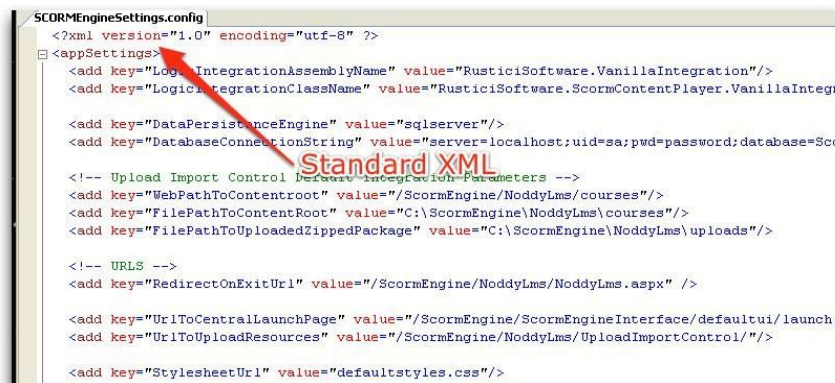 SCORMEngineSettings.config
<?xml version="1.0" encoding="utf-8" ?>
<appSettings>
<add key="LogicIntegrationAssemblyName" value="RusticiSoftware.VanillaIntegration"/>
<add key="LogicIntegrationClassName" value="RusticiSoftware.ScormContentPlayer.VanillaIntegr
<add key="DataPersistenceEngine" value="sqlserver"/>
<add key="DatabaseConnectionString" value="server=localhost;uid=sa;pwd=password;database=Sco
Standard XML
<!-- Upload Import Control Default Integration Parameters -->
<add key="WebPathToContentroot" value="/ScormEngine/NoddyLms/courses"/>
<add key="FilePathToContentRoot" value="C:\ScormEngine\NoddyLms\courses"/>
<add key="FilePathToUploadedZippedPackage" value="C:\ScormEngine\NoddyLms\uploads"/>
<!-- URLS -->
<add key="RedirectOnExitUrl" value="/ScormEngine/NoddyLms/NoddyLms.aspx" />
<add key="UrlToCentralLaunchPage" value="/ScormEngine/ScormEngineInterface/defaultui/launch.
<add key="UrlToUploadResources" value="/ScormEngine/NoddyLms/UploadImportControl/"/>
<add key="StylesheetUrl" value="defaultstyles.css"/>